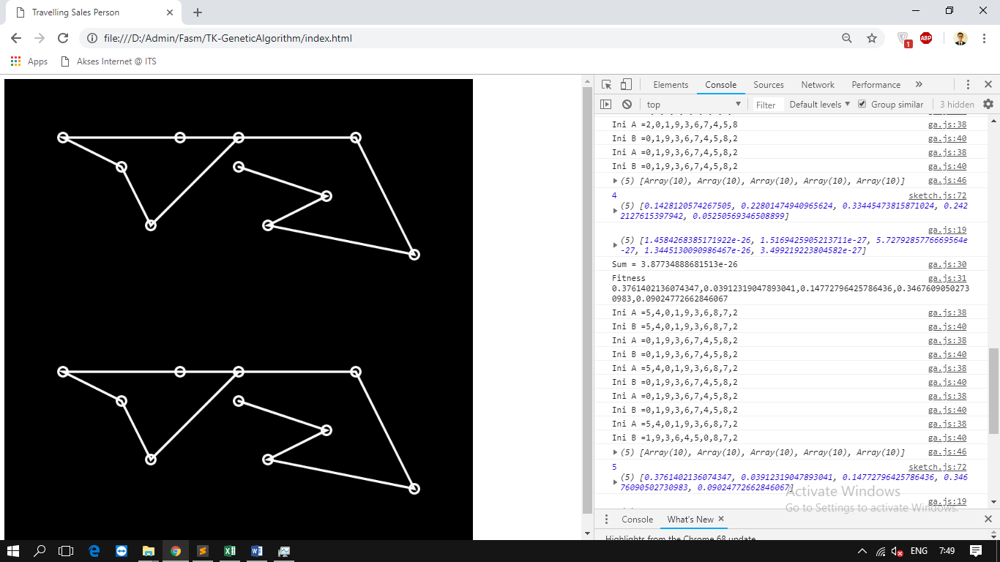 Travelling Sales Person
file:///D:/Admin/Fasm/TK-GeneticAlgorithm/index.html
1
ABP
Apps
Akses Internet @ ITS
Elements Console Sources Network Performance »
top Filter Default levels Group similar 3 hidden
Ini A =2,0,1,9,3,6,7,4,5,8 ga.js:38
Ini B =0,1,9,3,6,7,4,5,8,2 ga.js:40
Ini A =0,1,9,3,6,7,4,5,8,2 ga.js:38
Ini B =0,1,9,3,6,7,4,5,8,2 ga.js:40
(5) [Array(10), Array(10), Array(10), Array(10), Array(10)] ga.js:46
4 sketch.js:72
(5) [0.1428120574267505, 0.22801474940965624, 0.33445473815871024, 0.242
2127615397942, 0.05250569346508899]
ga.js:19
(5) [1.4584268385171922e-26, 1.5169425905213711e-27, 5.7279285776669564e
-27, 1.3445130090986467e-26, 3.499219223804582e-27]
Sum = 3.87734888681513e-26 ga.js:30
Fitness ga.js:31
0.3761402136074347,0.03912319047893041,0.14772796425786436,0.3467609050273
0983,0.09024772662846067
Ini A =5,4,0,1,9,3,6,8,7,2 ga.js:38
Ini B =5,4,0,1,9,3,6,8,7,2 ga.js:40
Ini A =0,1,9,3,6,7,4,5,8,2 ga.js:38
Ini B =0,1,9,3,6,7,4,5,8,2 ga.js:40
Ini A =5,4,0,1,9,3,6,8,7,2 ga.js:38
Ini B =0,1,9,3,6,7,4,5,8,2 ga.js:40
Ini A =0,1,9,3,6,7,4,5,8,2 ga.js:38
Ini B =0,1,9,3,6,7,4,5,8,2 ga.js:40
Ini A =5,4,0,1,9,3,6,8,7,2 ga.js:38
Ini B =1,9,3,6,4,5,0,8,7,2 ga.js:40
(5) [Array(10), Array(10), Array(10), Array(10), Array(10)] ga.js:46
5 sketch.js:72
(5) [0.3761402136074347, 0.03912319047893041, 0.14772796425786436, 0.346
76090502730983, 0.09024772662846067]
Activate Windows
ga.js:19
Go to Settings to activate Windows.
Console What's New
Highlights from the Chrome 68 update
ENG 7:49